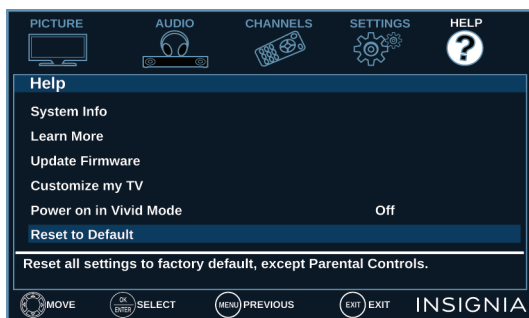 PICTURE AUDIO CHANNELS SETTINGS HELP
?
Help
System Info
Learn More
Update Firmware
Customize my TV
Power on in Vivid Mode Off
Reset to Default
Reset all settings to factory default, except Parental Controls.
MOVE OK ENTER SELECT MENU PREVIOUS EXIT EXIT INSIGNIA